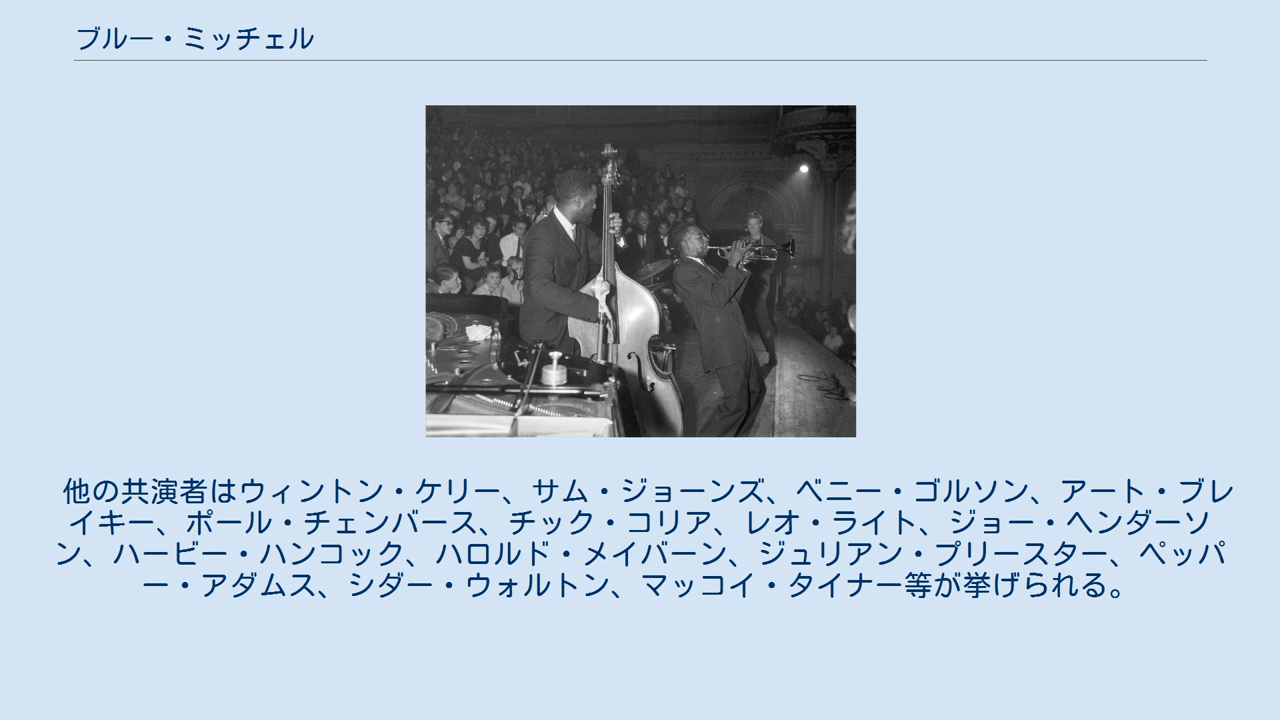 ブルー・ミッチェル
他の共演者はウィントン・ケリー、サム・ジョーンズ、ベニー・ゴルソン、アート・ブレ
イキー、ポール・チェンバース、チック・コリア、レオ・ライト、ジョー・ヘンダーソ
ン、ハービー・ハンコック、ハロルド・メイバーン、ジュリアン・プリースター、ペッパ
ー・アダムス、シダー・ウォルトン、マッコイ・タイナー等が挙げられる。